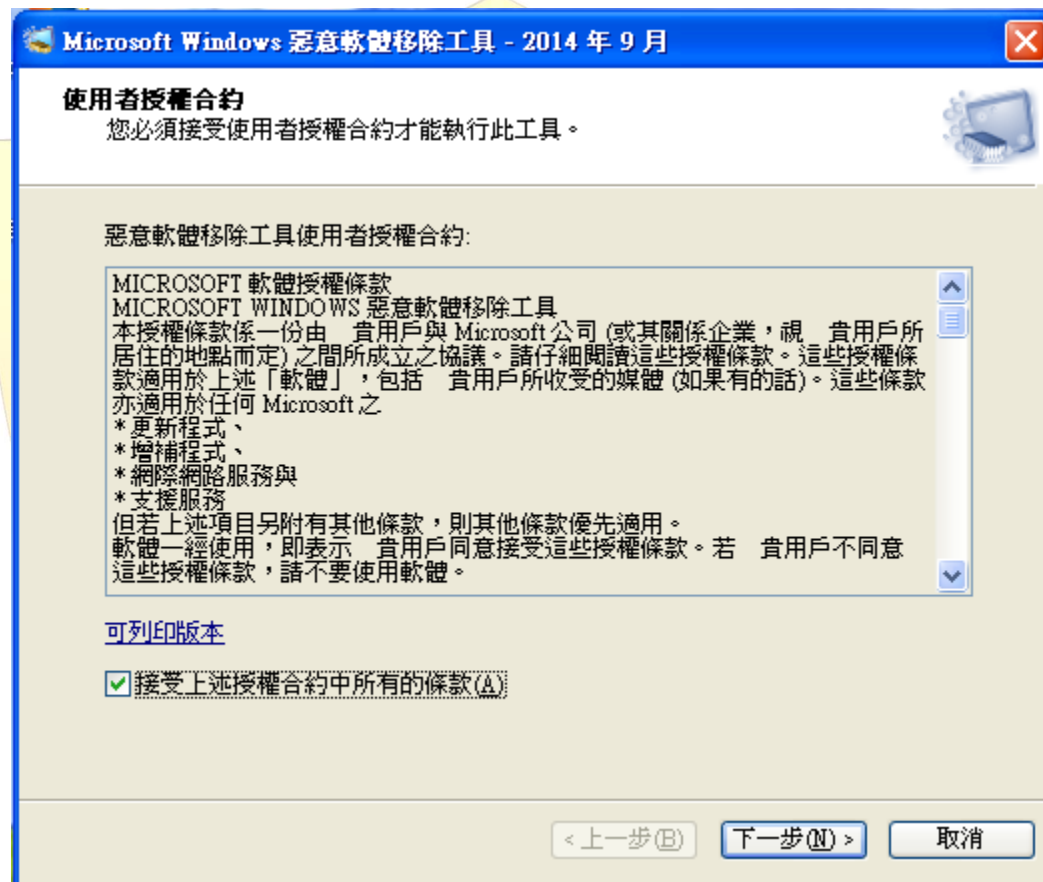 Microsoft Windows 惡意軟體移除工具 - 2014 年 9 月
使用者授權合約
您必須接受使用者授權合約才能執行此工具。
惡意軟體移除工具使用者授權合約:
MICROSOFT 軟體授權條款
MICROSOFT WINDOWS 惡意軟體移除工具
本授權條款係一份由　貴用戶與 Microsoft 公司 (或其關係企業，視　貴用戶所
居住的地點而定) 之間所成立之協議。請仔細閱讀這些授權條款。這些授權條
款適用於上述「軟體」，包括　貴用戶所收受的媒體 (如果有的話)。這些條款
亦適用於任何 Microsoft 之
* 更新程式、
* 增補程式、
* 網際網路服務與
* 支援服務
但若上述項目另附有其他條款，則其他條款優先適用。
軟體一經使用，即表示　貴用戶同意接受這些授權條款。若　貴用戶不同意
這些授權條款，請不要使用軟體。
可列印版本
接受上述授權合約中所有的條款(A)
< 上一步(B)
下一步(N) >
取消